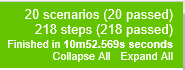 20 scenarios (20 passed)
218 steps (218 passed)
Finished in 10m52.569s seconds
Collapse All Expand All